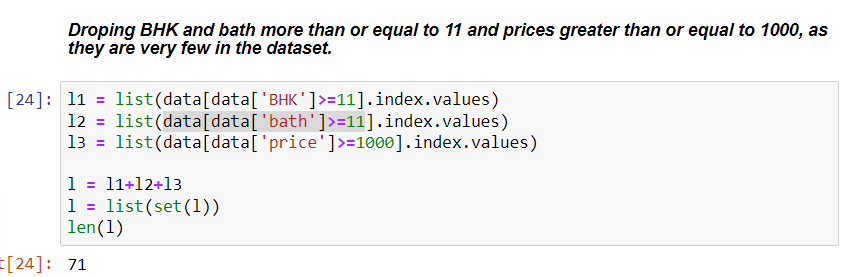 Droping BHK and bath more than or equal to 11 and prices greater than or equal to 1000, as
they are very few in the dataset.
[24]: l1 = list(data[data['BHK']>=11].index.values)
l2 = list(data[data['bath']>=11].index.values)
l3 = list(data[data['price']>=1000].index.values)
l = l1+l2+l3
l = list(set(l))
len(l)
t[24]: 71